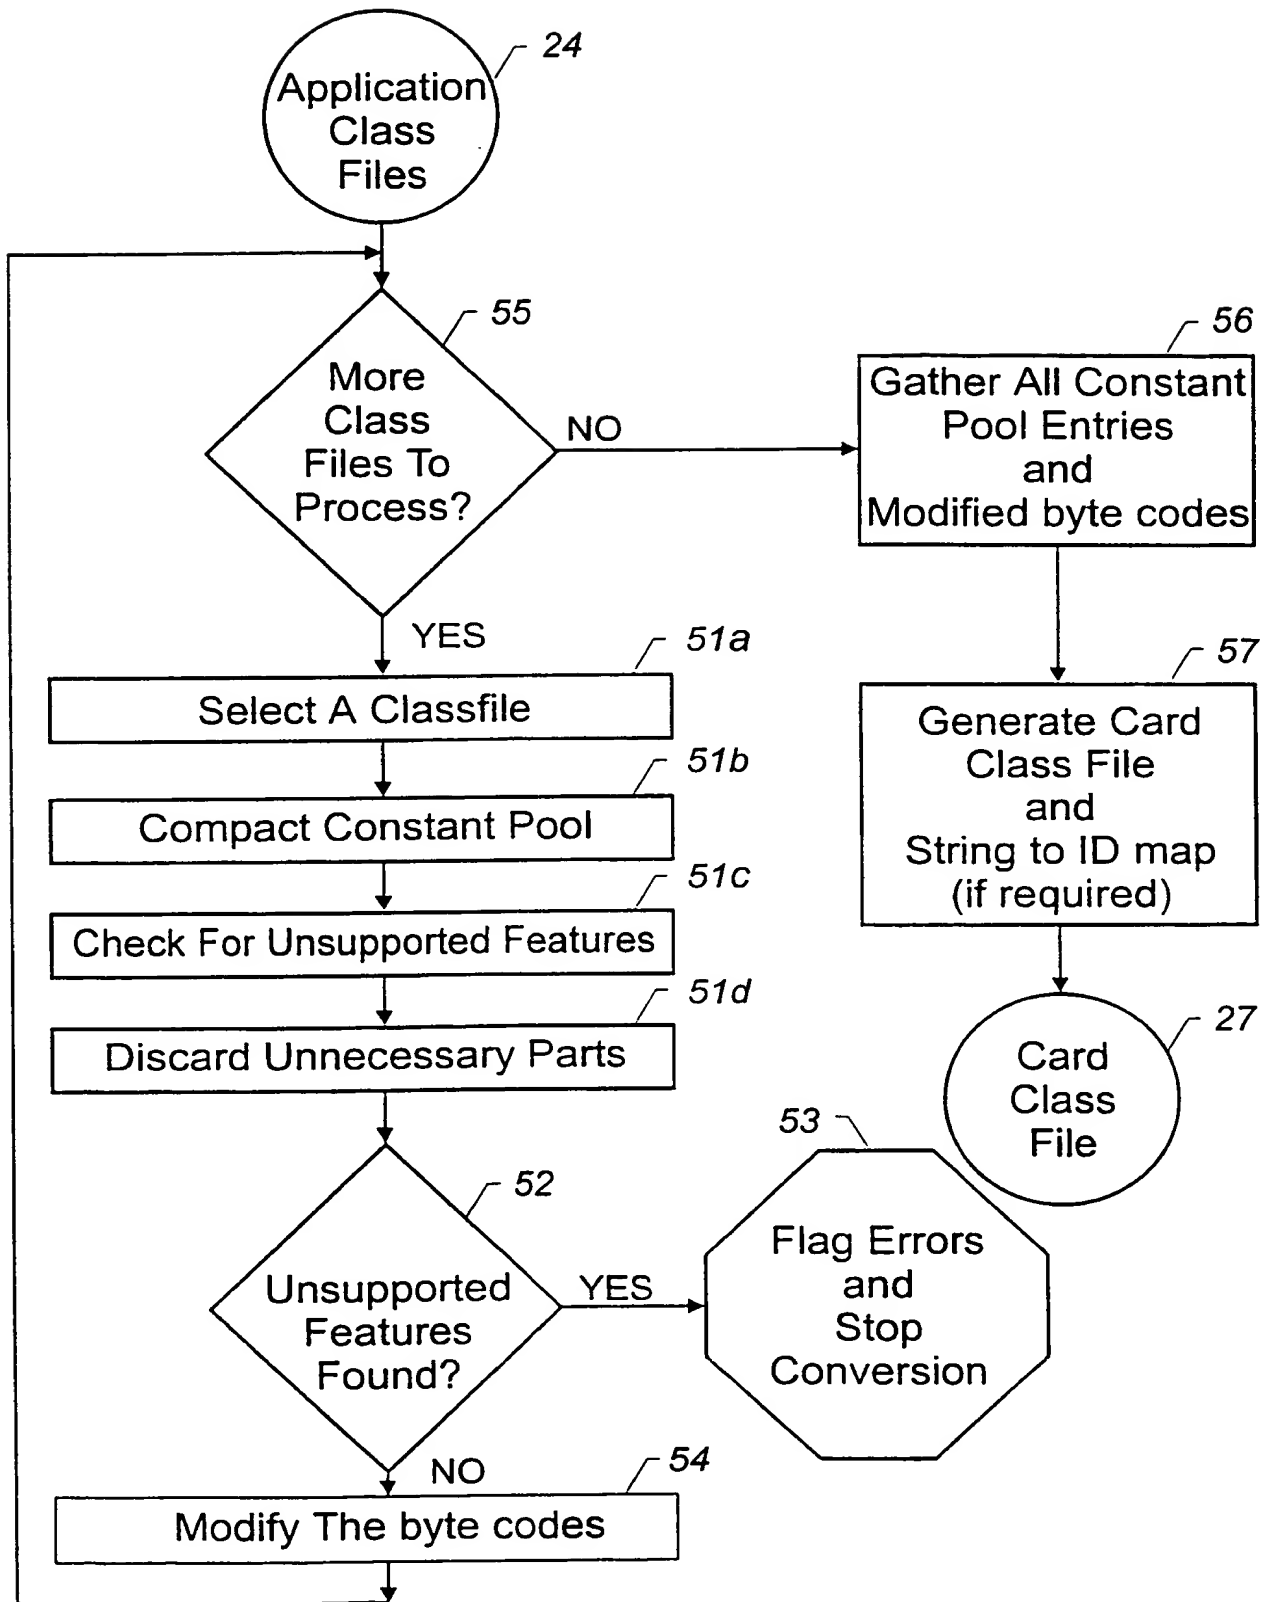 24
Application
Class
Files
55
More
Class
Files To
Process?
NO
56
Gather All Constant
Pool Entries
and
Modified byte codes
YES
51a
Select A Classfile
57
Generate Card
Class File
and
String to ID map
(if required)
51b
Compact Constant Pool
51c
Check For Unsupported Features
51d
Discard Unnecessary Parts
27
Card
Class
File
52
Unsupported
Features
Found?
YES
53
Flag Errors
and
Stop
Conversion
NO
54
Modify The byte codes